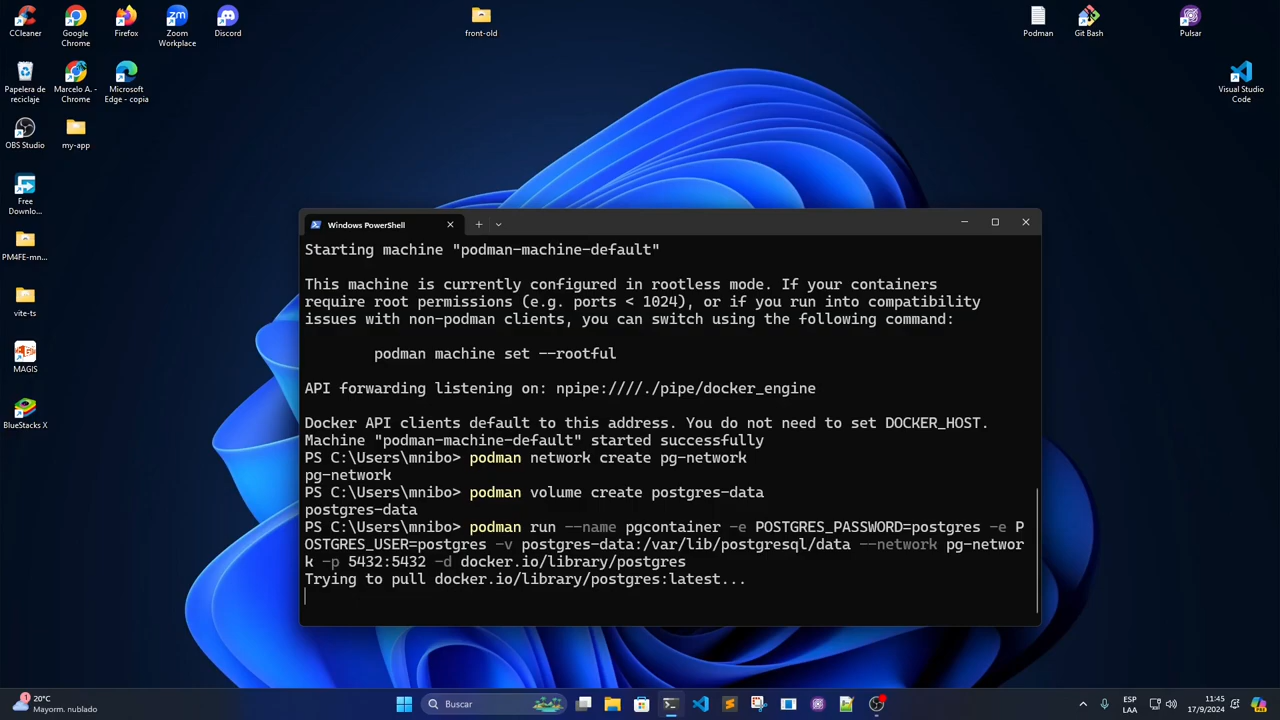 CCleaner
Google
Chrome
Firefox
Zoom
Workplace
Discord
front-old
Podman
Git Bash
Pulsar
Papelera de
reciclaje
Marcelo A. -
Chrome
Microsoft
Edge - copia
Visual Studio
Code
OBS Studio
my-app
Free
Downlo...
PM4FE-mn...
vite-ts
MAGIS
BlueStacks X
Windows PowerShell
Starting machine "podman-machine-default"
This machine is currently configured in rootless mode. If your containers
require root permissions (e.g. ports < 1024), or if you run into compatibility
issues with non-podman clients, you can switch using the following command:
podman machine set --rootful
API forwarding listening on: npipe:////./pipe/docker_engine
Docker API clients default to this address. You do not need to set DOCKER_HOST.
Machine "podman-machine-default" started successfully
PS C:\Users\mnibo> podman network create pg-network
pg-network
PS C:\Users\mnibo> podman volume create postgres-data
postgres-data
PS C:\Users\mnibo> podman run --name pgcontainer -e POSTGRES_PASSWORD=postgres -e P
OSTGRES_USER=postgres -v postgres-data:/var/lib/postgresql/data --network pg-networ
k -p 5432:5432 -d docker.io/library/postgres
Trying to pull docker.io/library/postgres:latest...
1
20°C
Mayorm. nublado
Buscar
ESP
LAA
11:45
17/9/2024